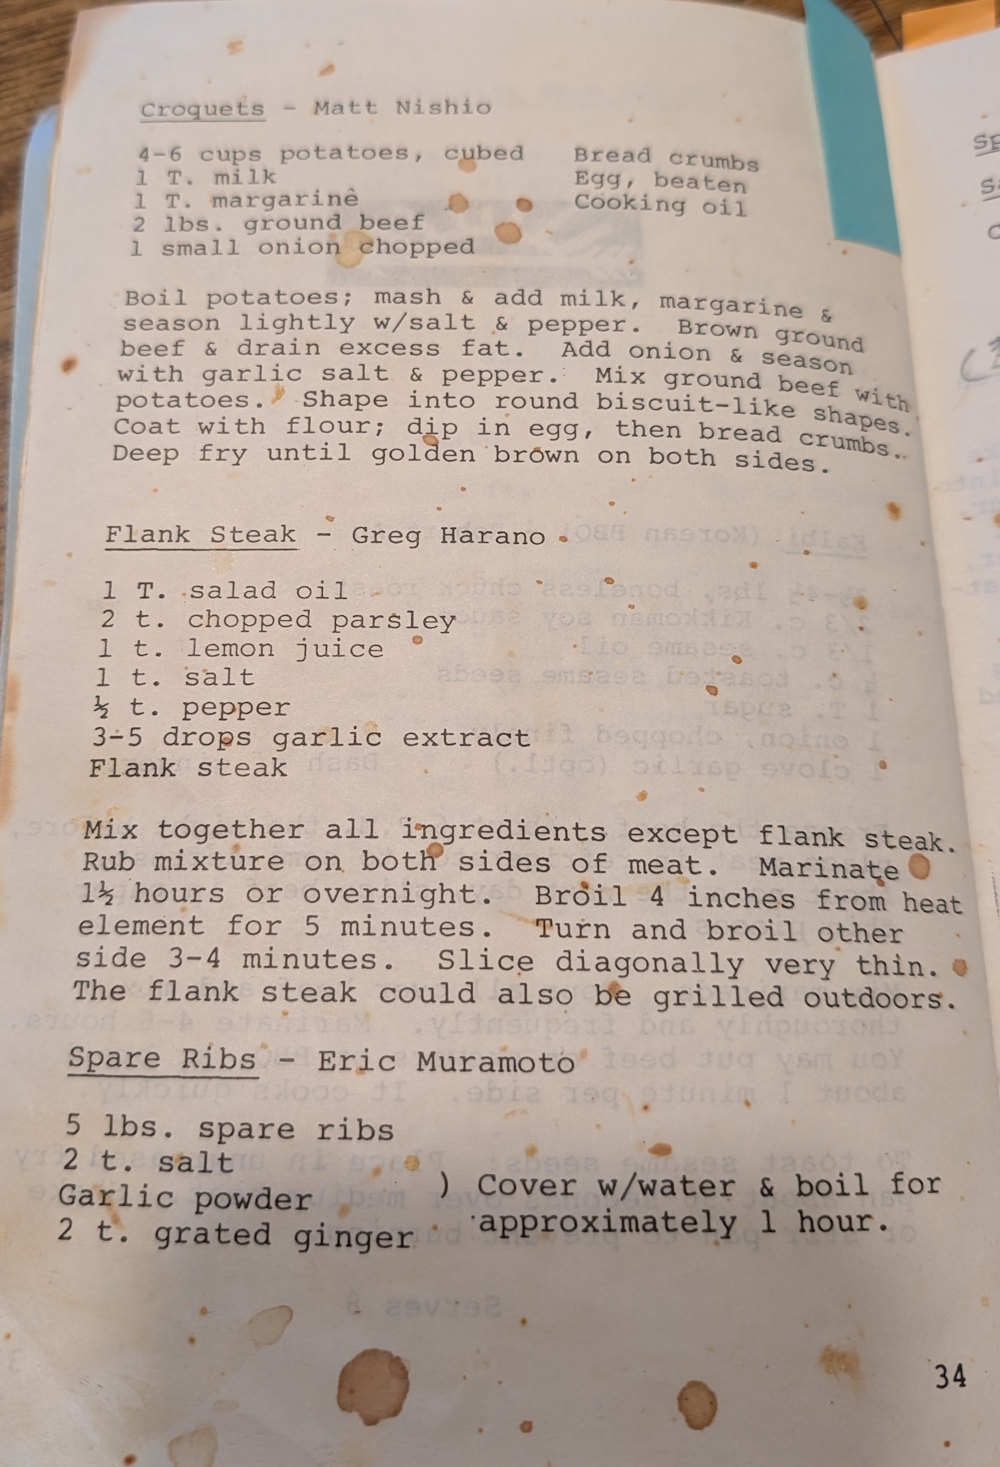 Croquets - Matt Nishio
4-6 cups potatoes, cubed
1 T. milk
1 T. margarine
2 lbs. ground beef
1 small onion chopped
Bread crumbs
Egg, beaten
Cooking oil
Boil potatoes; mash & add milk, margarine &
season lightly w/salt & pepper. Brown ground
beef & drain excess fat. Add onion & season
with garlic salt & pepper. Mix ground beef with
potatoes. Shape into round biscuit-like shapes.
Coat with flour; dip in egg, then bread crumbs.
Deep fry until golden brown on both sides.
Flank Steak - Greg Harano
1 T. salad oil
2 t. chopped parsley
1 t. lemon juice
1 t. salt
½ t. pepper
3-5 drops garlic extract
Flank steak
Mix together all ingredients except flank steak.
Rub mixture on both sides of meat. Marinate
1½ hours or overnight. Broil 4 inches from heat
element for 5 minutes. Turn and broil other
side 3-4 minutes. Slice diagonally very thin.
The flank steak could also be grilled outdoors.
Spare Ribs - Eric Muramoto
5 lbs. spare ribs
2 t. salt
Garlic powder
2 t. grated ginger
) Cover w/water & boil for
approximately 1 hour.
34